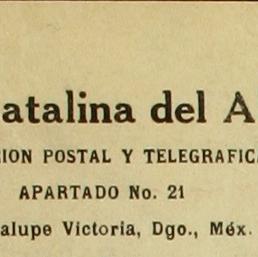 atalina del A
ION POSTAL Y TELEGRAFIC
APARTADO No. 21
alupe Victoria, Dgo., Méx.